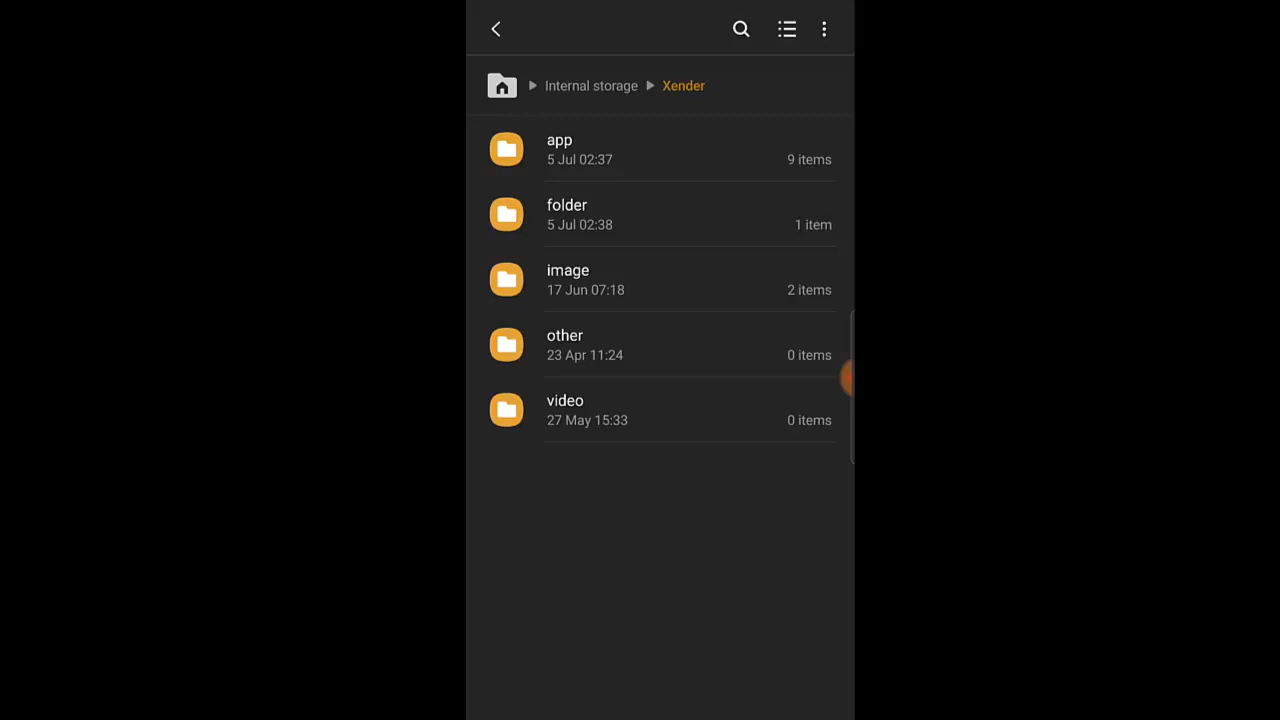 Internal storage Xender
app
5 Jul 02:37 9 items
folder
5 Jul 02:38 1 item
image
17 Jun 07:18 2 items
other
23 Apr 11:24 0 items
video
27 May 15:33 0 items